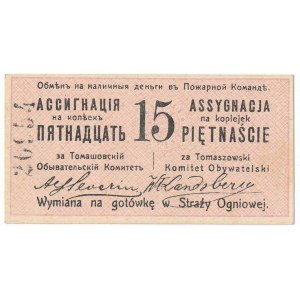 Обмѣнъ на наличныя деньги въ Пожарной Командѣ.
АССИГНАЦІЯ
на копѣекъ
ПЯТНАДЦАТЬ
15
ASSYGNACJA
na kopiejek
PIĘTNAŚCIE
за Томашовскій
Обывательскій Комитетъ
za Tomaszowski
Komitet Obywatelski
Wymiana na gotówkę w Straży Ogniowej.